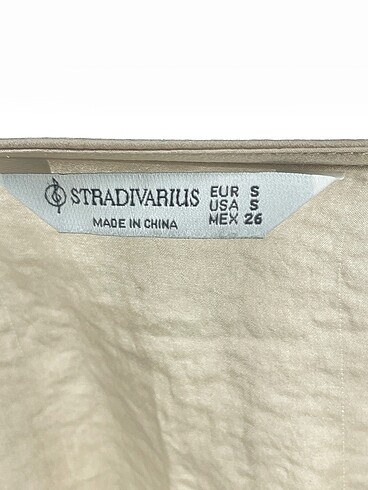 STRADIVARIUS
MADE IN CHINA
EUR S
USA S
MEX 26